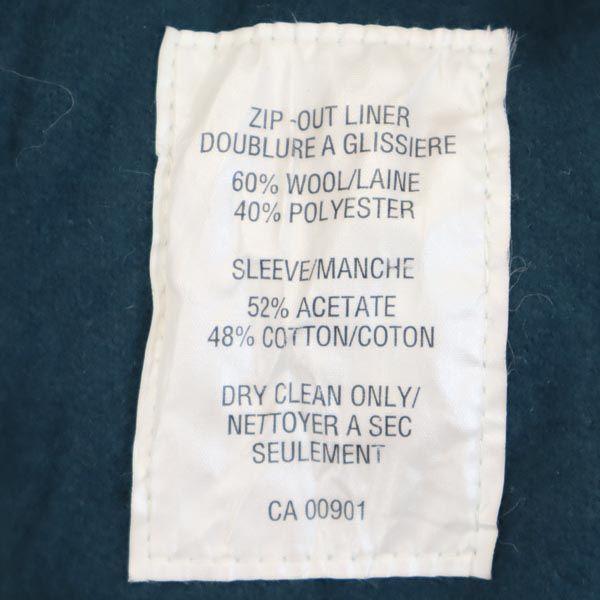 ZIP-OUT LINER
DOUBLURE A GLISSIERE
60% WOOL/LAINE
40% POLYESTER
SLEEVE/MANCHE
52% ACETATE
48% COTTON/COTON
DRY CLEAN ONLY/
NETTOYER A SEC
SEULEMENT
CA 00901